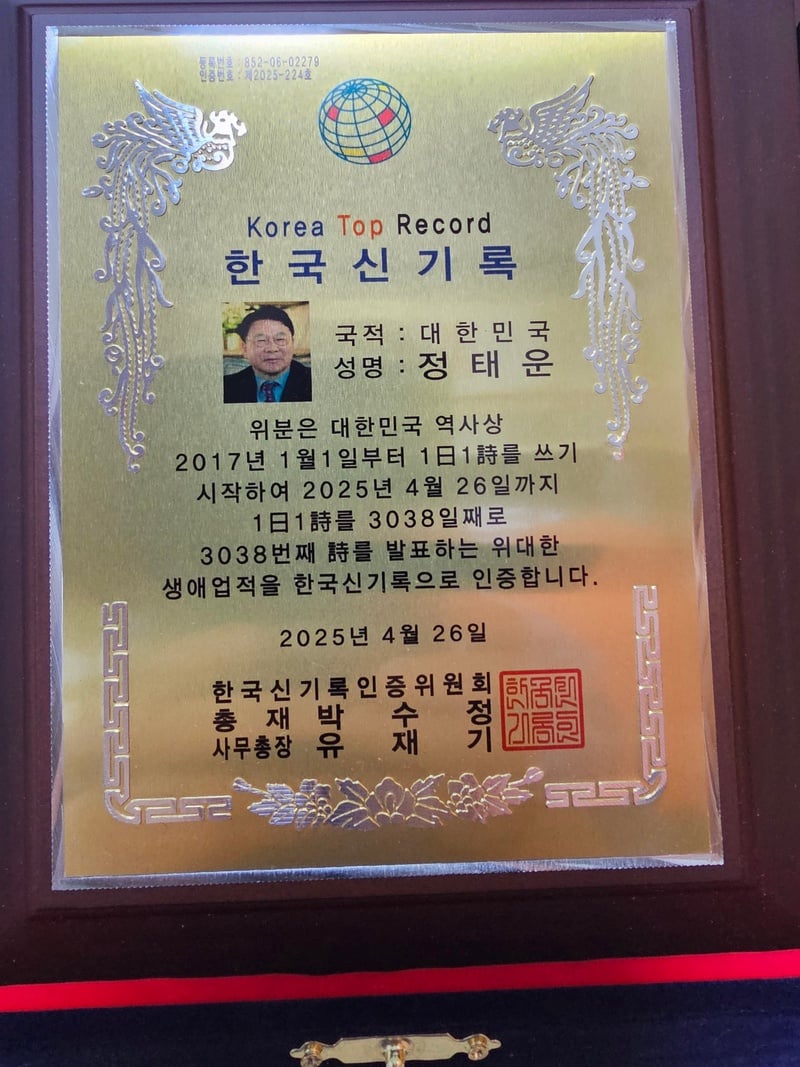 등록번호 : 852-06-02279
인증번호 : 제2025-224호
Korea Top Record
한국신기록
국적 : 대한민국
성명 : 정태운
위분은 대한민국 역사상
2017년 1월1일부터 1日1詩를 쓰기
시작하여 2025년 4월 26일까지
1日1詩를 3038일째로
3038번째 詩를 발표하는 위대한
생애업적을 한국신기록으로 인증합니다.
2025년 4월 26일
한국신기록인증위원회
총재 박수정
사무총장 유재기